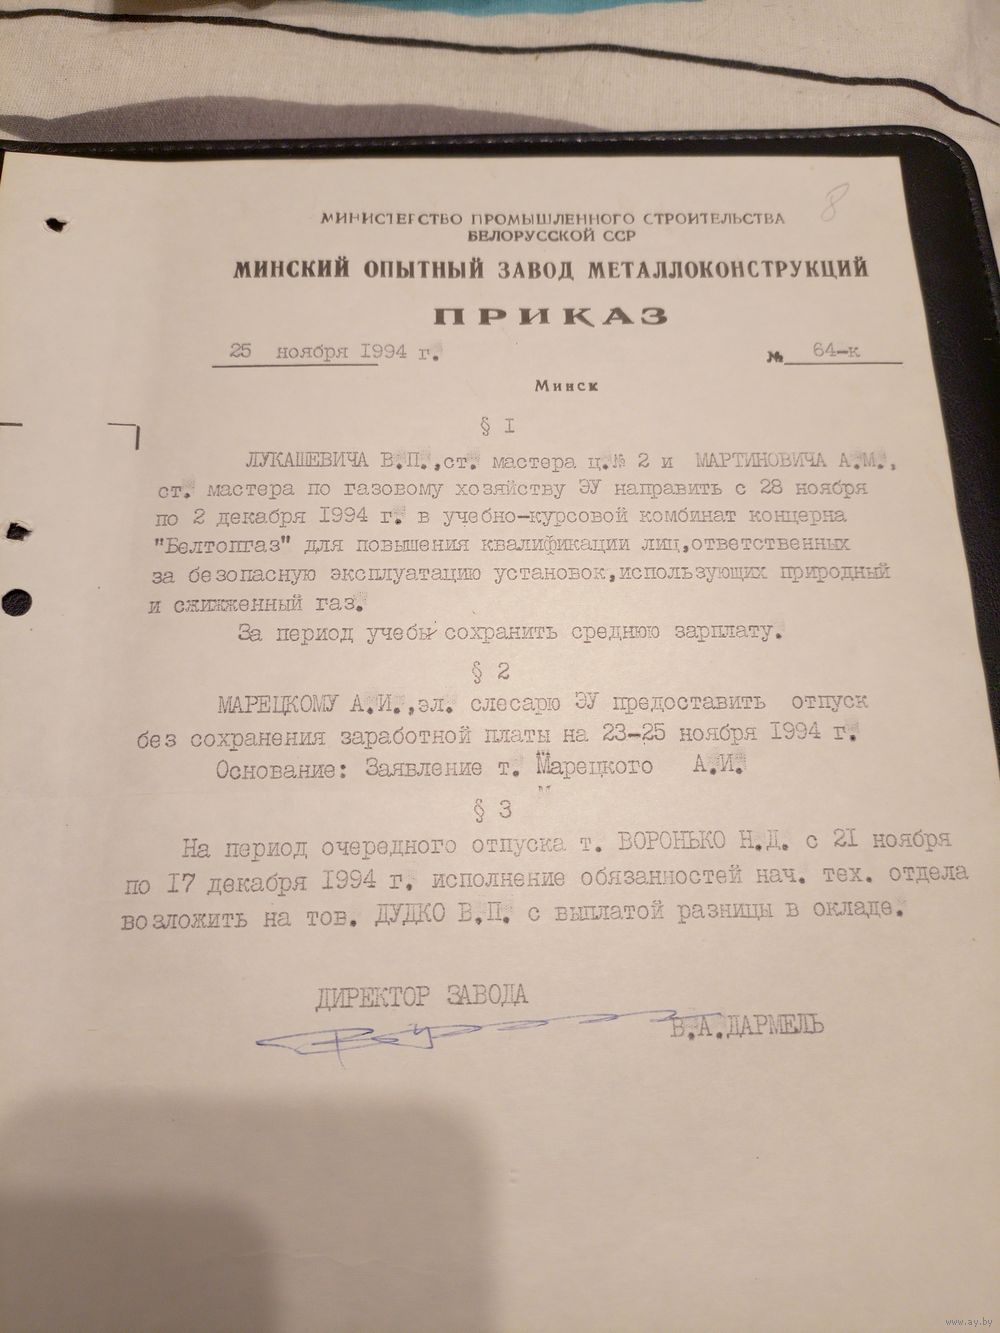 8
МИНИСТЕРСТВО ПРОМЫШЛЕННОГО СТРОИТЕЛЬСТВА
БЕЛОРУССКОЙ ССР
МИНСКИЙ ОПЫТНЫЙ ЗАВОД МЕТАЛЛОКОНСТРУКЦИЙ
ПРИКАЗ
25 ноября 1994 г. № 64-к
Минск
§ I
ЛУКАШЕВИЧА В.П.,ст. мастера ц.№ 2 и МАРТИНОВИЧА А.М.,
ст. мастера по газовому хозяйству ЭУ направить с 28 ноября
по 2 декабря 1994 г. в учебно-курсовой комбинат концерна
"Белтопгаз" для повышения квалификации лиц,ответственных
за безопасную эксплуатацию установок,использующих природный
и сжиженный газ.
За период учебы сохранить среднюю зарплату.
§ 2
МАРЕЦКОМУ А.И.,эл. слесарю ЭУ предоставить отпуск
без сохранения заработной платы на 23-25 ноября 1994 г.
Основание: Заявление т. Марецкого А.И.
§ 3
На период очередного отпуска т. ВОРОНЬКО Н.Д. с 21 ноября
по 17 декабря 1994 г. исполнение обязанностей нач. тех. отдела
возложить на тов. ДУДКО В.П. с выплатой разницы в окладе.
ДИРЕКТОР ЗАВОДА
В.А.ДАРМЕЛЬ
www.ay.by